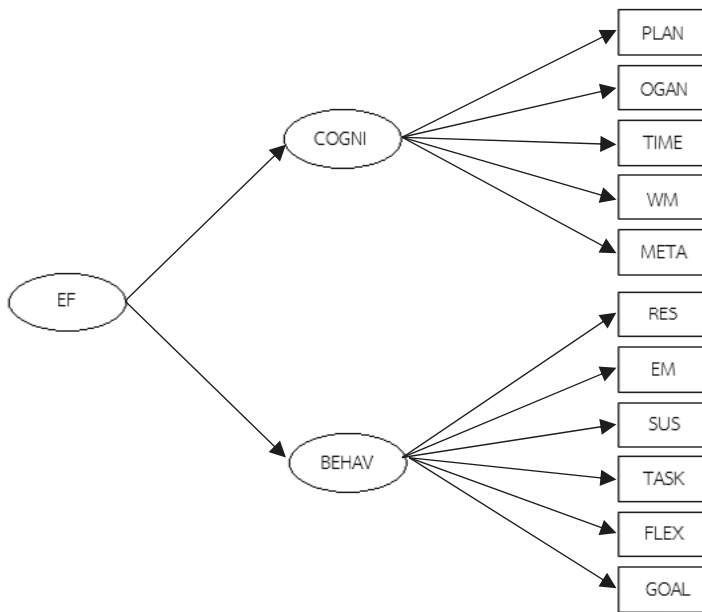 PLAN
OGAN
COGNI
TIME
WM
META
EF
RES
EM
SUS
BEHAV
TASK
FLEX
GOAL